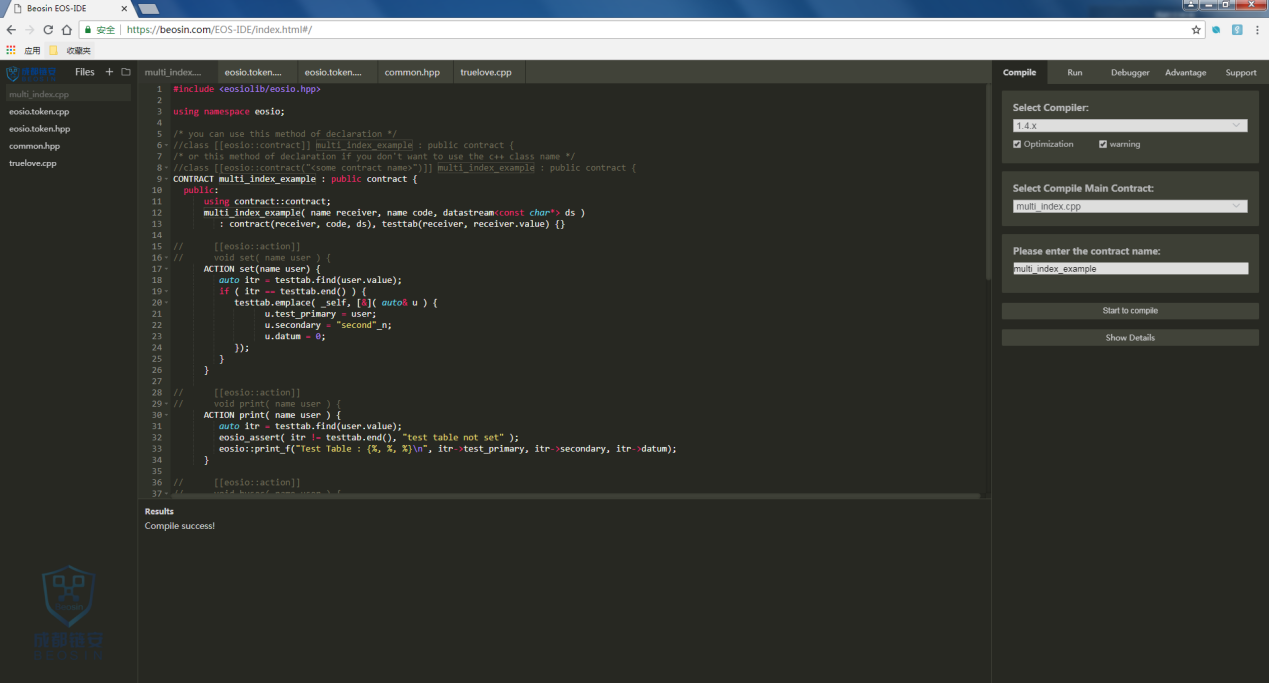 Beosin EOS-IDE
安全 https://beosin.com/EOS-IDE/index.html#/
应用 收藏夹
Files
multi_index.cpp
eosio.token.cpp
eosio.token.hpp
common.hpp
truelove.cpp
multi_index.... eosio.token.... eosio.token.... common.hpp truelove.cpp
1 #include <eosiolib/eosio.hpp>
2
3 using namespace eosio;
4
5 /* you can use this method of declaration */
6 //class [[eosio::contract]] multi_index_example : public contract {
7 /* or this method of declaration if you don't want to use the c++ class name */
8 //class [[eosio::contract("<some contract name>")]] multi_index_example : public contract {
9 CONTRACT multi_index_example : public contract {
10 public:
11 using contract::contract;
12 multi_index_example( name receiver, name code, datastream<const char*> ds )
13 : contract(receiver, code, ds), testtab(receiver, receiver.value) {}
14
15 // [[eosio::action]]
16 // void set( name user ) {
17 ACTION set(name user) {
18 auto itr = testtab.find(user.value);
19 if ( itr == testtab.end() ) {
20 testtab.emplace( _self, [&]( auto& u ) {
21 u.test_primary = user;
22 u.secondary = "second"_n;
23 u.datum = 0;
24 });
25 }
26 }
27
28 // [[eosio::action]]
29 // void print( name user ) {
30 ACTION print( name user ) {
31 auto itr = testtab.find(user.value);
32 eosio_assert( itr != testtab.end(), "test table not set" );
33 eosio::print_f("Test Table : {%, %, %}\n", itr->test_primary, itr->secondary, itr->datum);
34 }
35
36 // [[eosio::action]]
37 //
Results
Compile success!
Compile Run Debugger Advantage Support
Select Compiler:
1.4.x
Optimization warning
Select Compile Main Contract:
multi_index.cpp
Please enter the contract name:
multi_index_example
Start to compile
Show Details